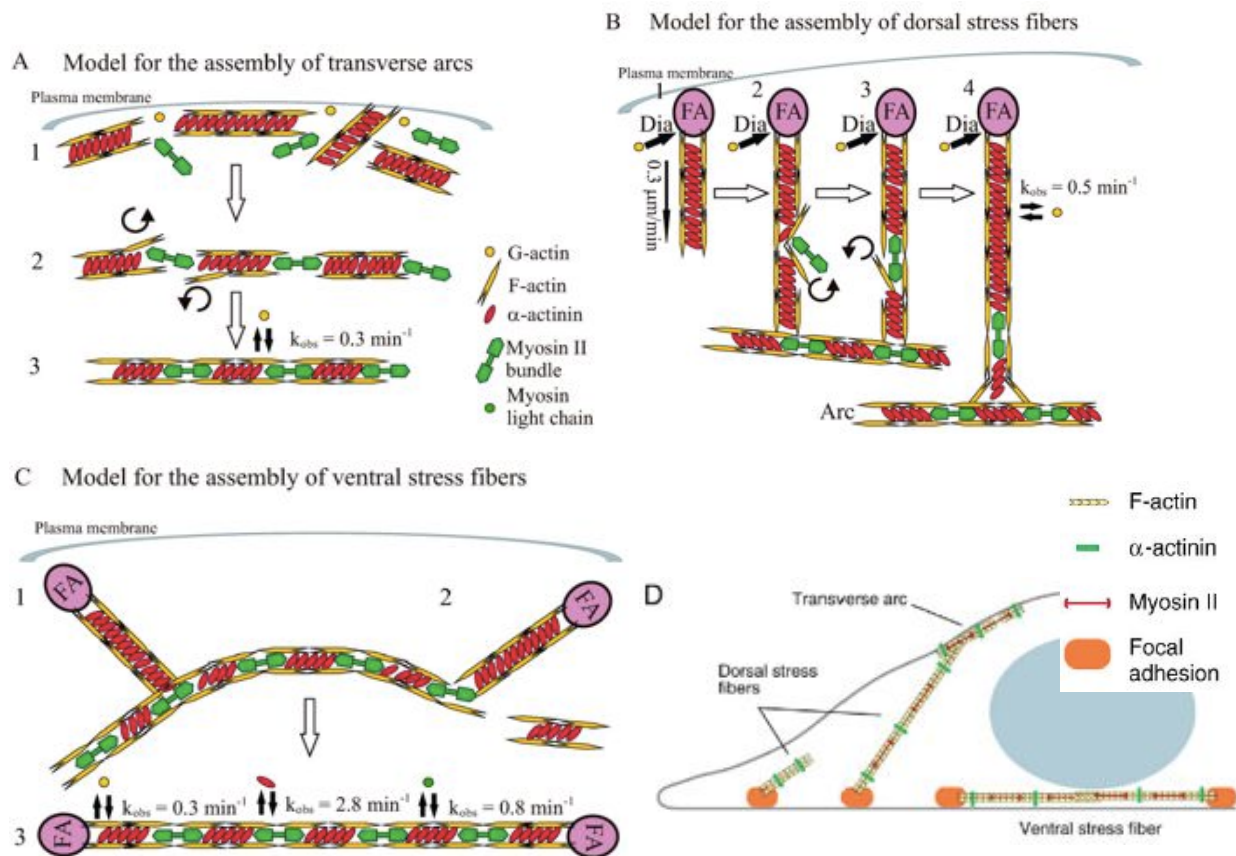 A Model for the assembly of transverse arcs
Plasma membrane
1
2
k_obs = 0.3 min⁻¹
3
G-actin
F-actin
α-actinin
Myosin II
bundle
Myosin
light chain
B Model for the assembly of dorsal stress fibers
Plasma membrane
1 2 3 4
FA FA FA FA
Dia Dia Dia Dia
0.3 μm/min
k_obs = 0.5 min⁻¹
Arc
C Model for the assembly of ventral stress fibers
Plasma membrane
1 FA 2 FA
k_obs = 0.3 min⁻¹ k_obs = 2.8 min⁻¹ k_obs = 0.8 min⁻¹
3 FA FA
D
Transverse arc
Dorsal stress
fibers
Ventral stress fiber
F-actin
α-actinin
Myosin II
Focal
adhesion